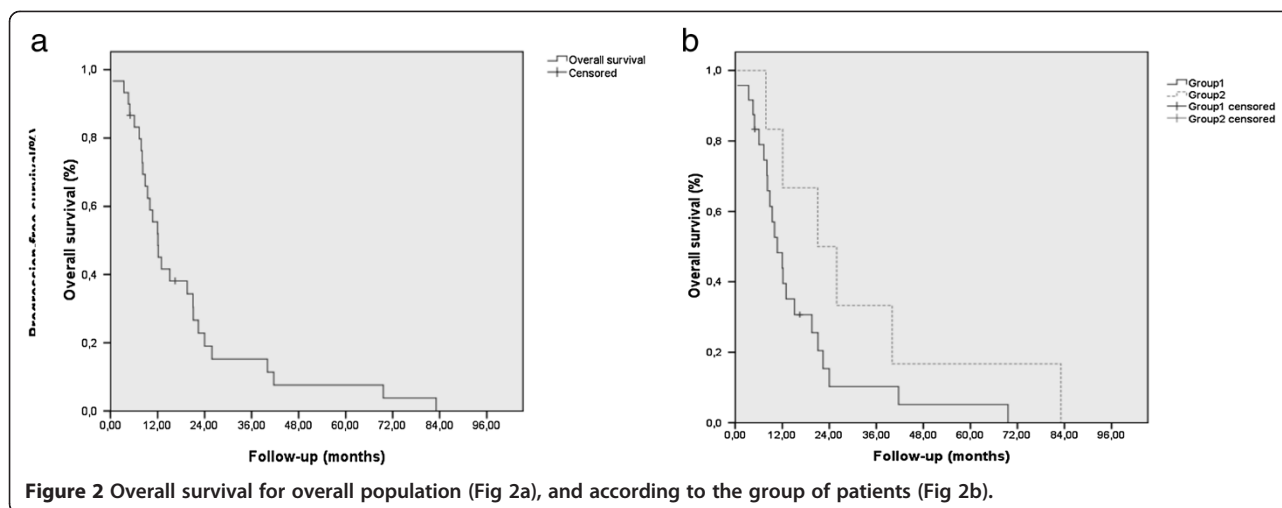 a
Overall survival
Censored
Overall survival (%)
1,0
0,8
0,6
0,4
0,2
0,0
0,00 12,00 24,00 36,00 48,00 60,00 72,00 84,00 96,00
Follow-up (months)
b
Group1
Group2
Group1 censored
Group2 censored
Overall survival (%)
1,0
0,8
0,6
0,4
0,2
0,0
0,00 12,00 24,00 36,00 48,00 60,00 72,00 84,00 96,00
Follow-up (months)
Figure 2 Overall survival for overall population (Fig 2a), and according to the group of patients (Fig 2b).